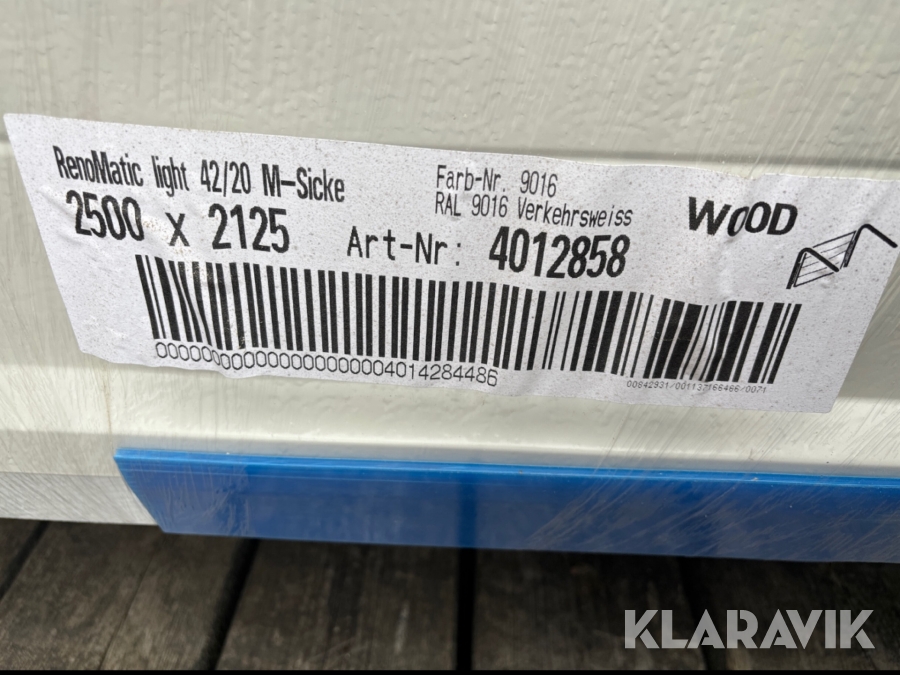 RenoMatic light 42/20 M-Sicke
2500 x 2125
Farb-Nr. 9016
RAL 9016 Verkehrsweiss
Art-Nr: 4012858
WOOD
00842931/001137166466/0071
KLARAVIK